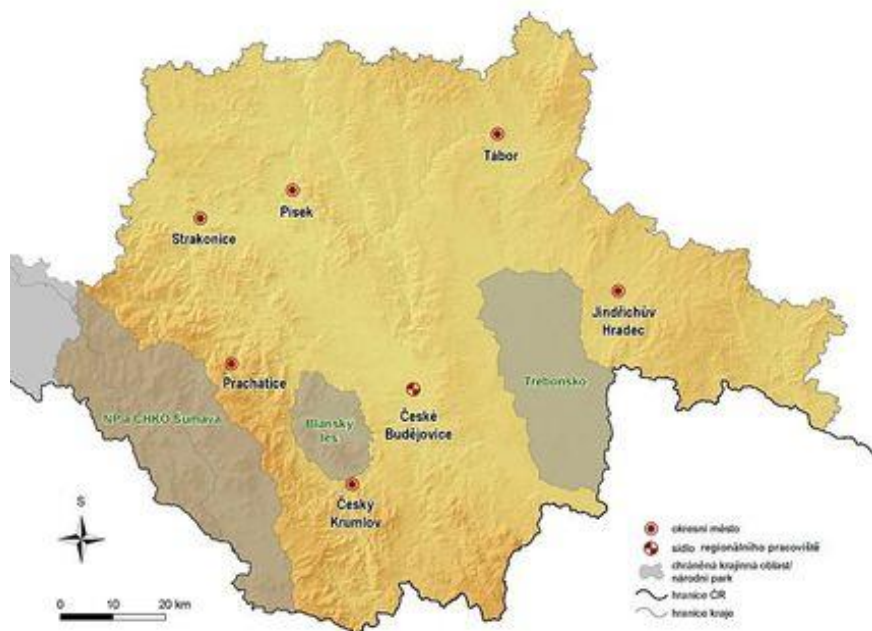 Tábor
Písek
Strakonice
Jindřichův
Hradec
Prachatice
Třebonsko
NP a CHKO Šumava
Blanský
les
České
Budějovice
Český
Krumlov
S
0 10 20 km
okresní město
sídlo regionálního pracoviště
chráněná krajinná oblast/
národní park
hranice ČR
hranice kraje